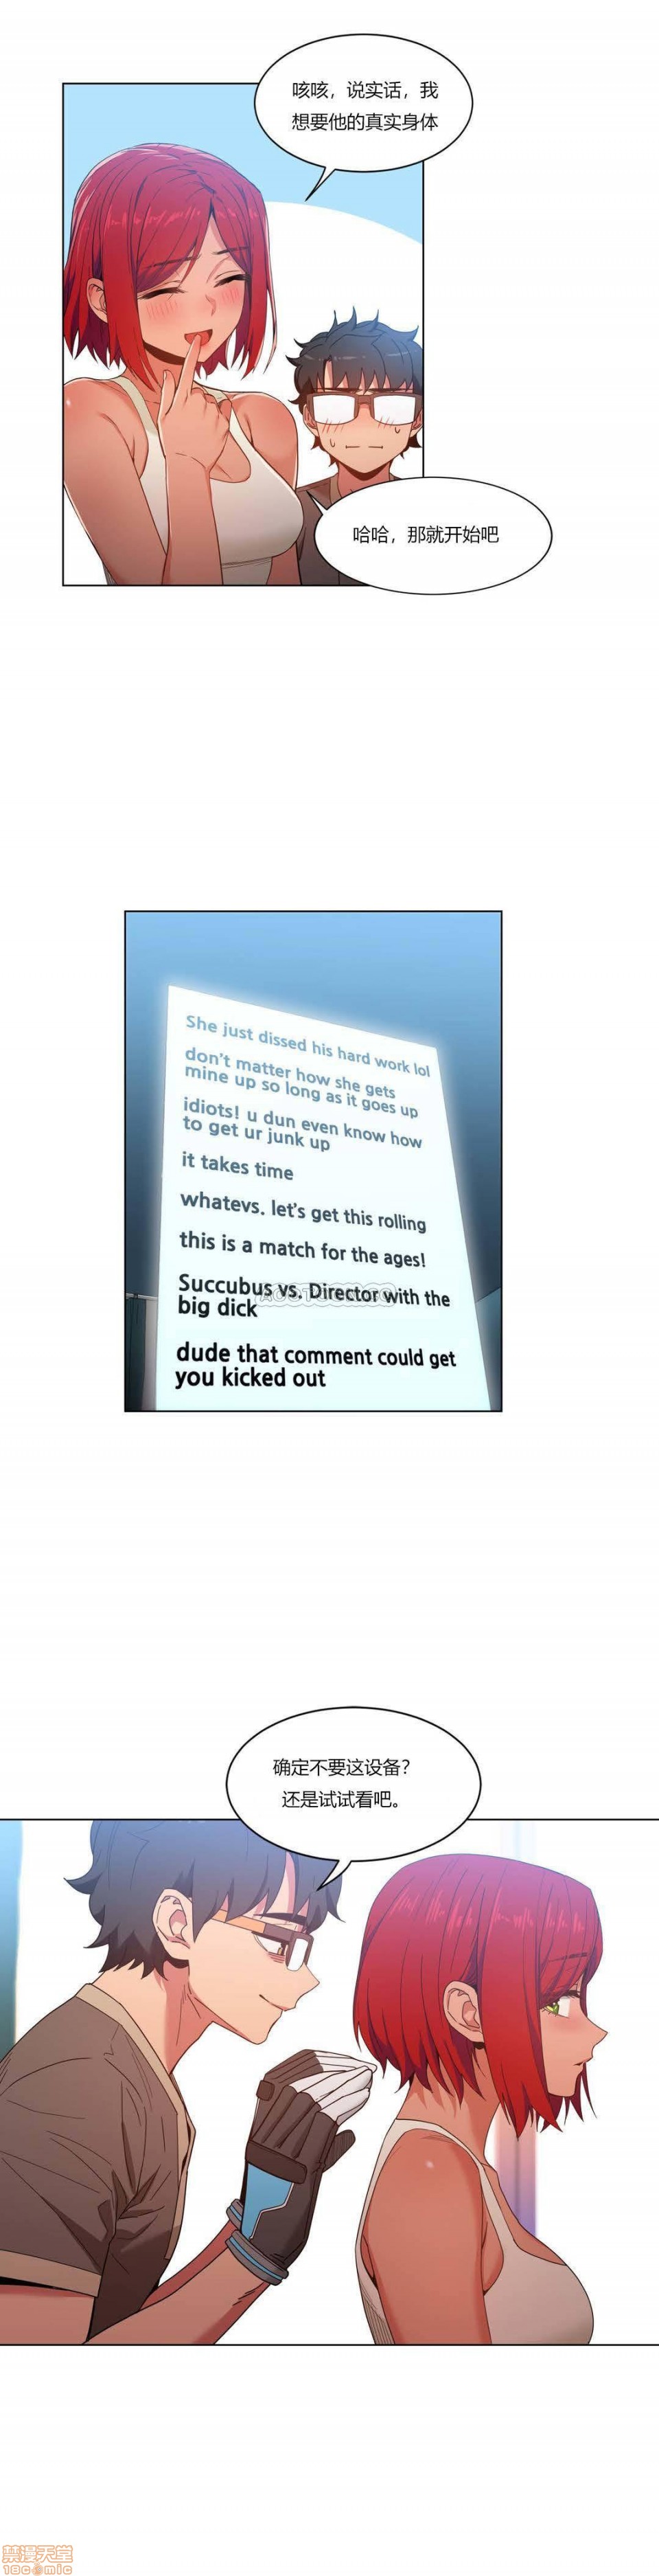 咳咳，说实话，我
想要他的真实身体
哈哈，那就开始吧
She just dissed his hard work lol
don't matter how she gets
mine up so long as it goes up
idiots! u dun even know how
to get ur junk up
it takes time
whatevs. let's get this rolling
this is a match for the ages!
Succubus vs. Director with the
big dick
dude that comment could get
you kicked out
确定不要这设备？
还是试试看吧。
禁漫天堂
18comic